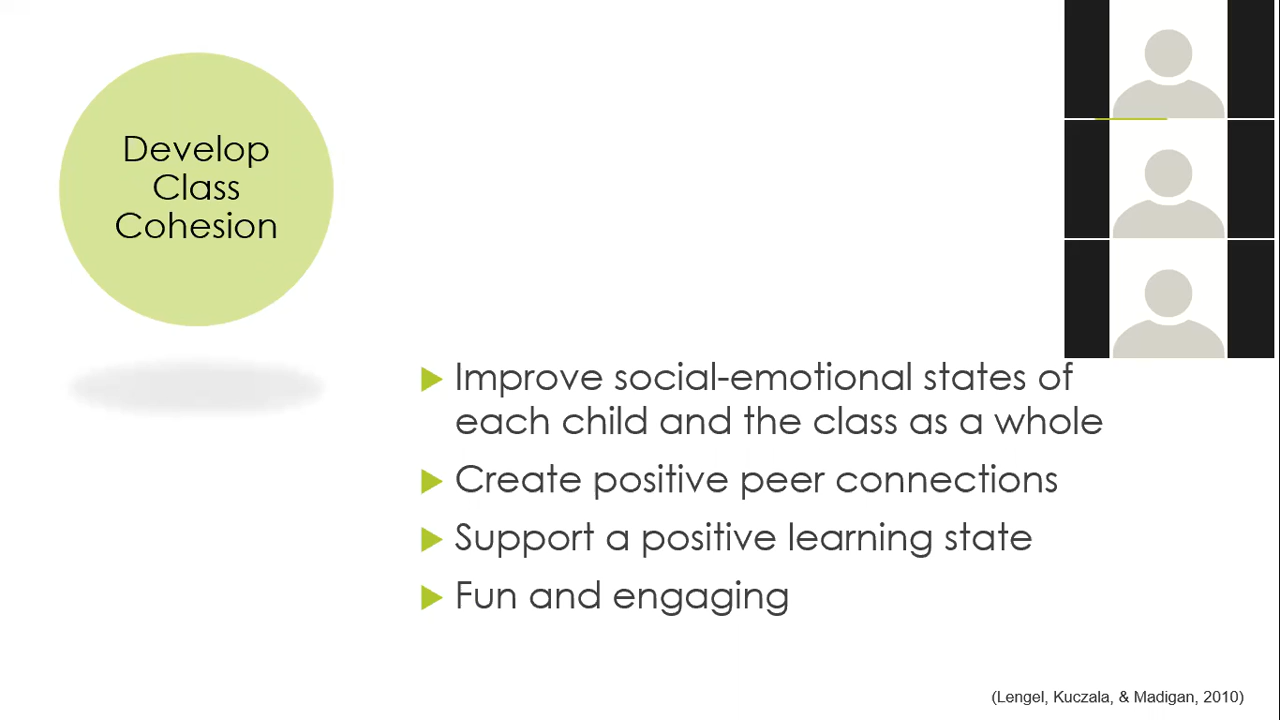 Develop
Class
Cohesion
Improve social-emotional states of
each child and the class as a whole
Create positive peer connections
Support a positive learning state
Fun and engaging
(Lengel, Kuczala, & Madigan, 2010)